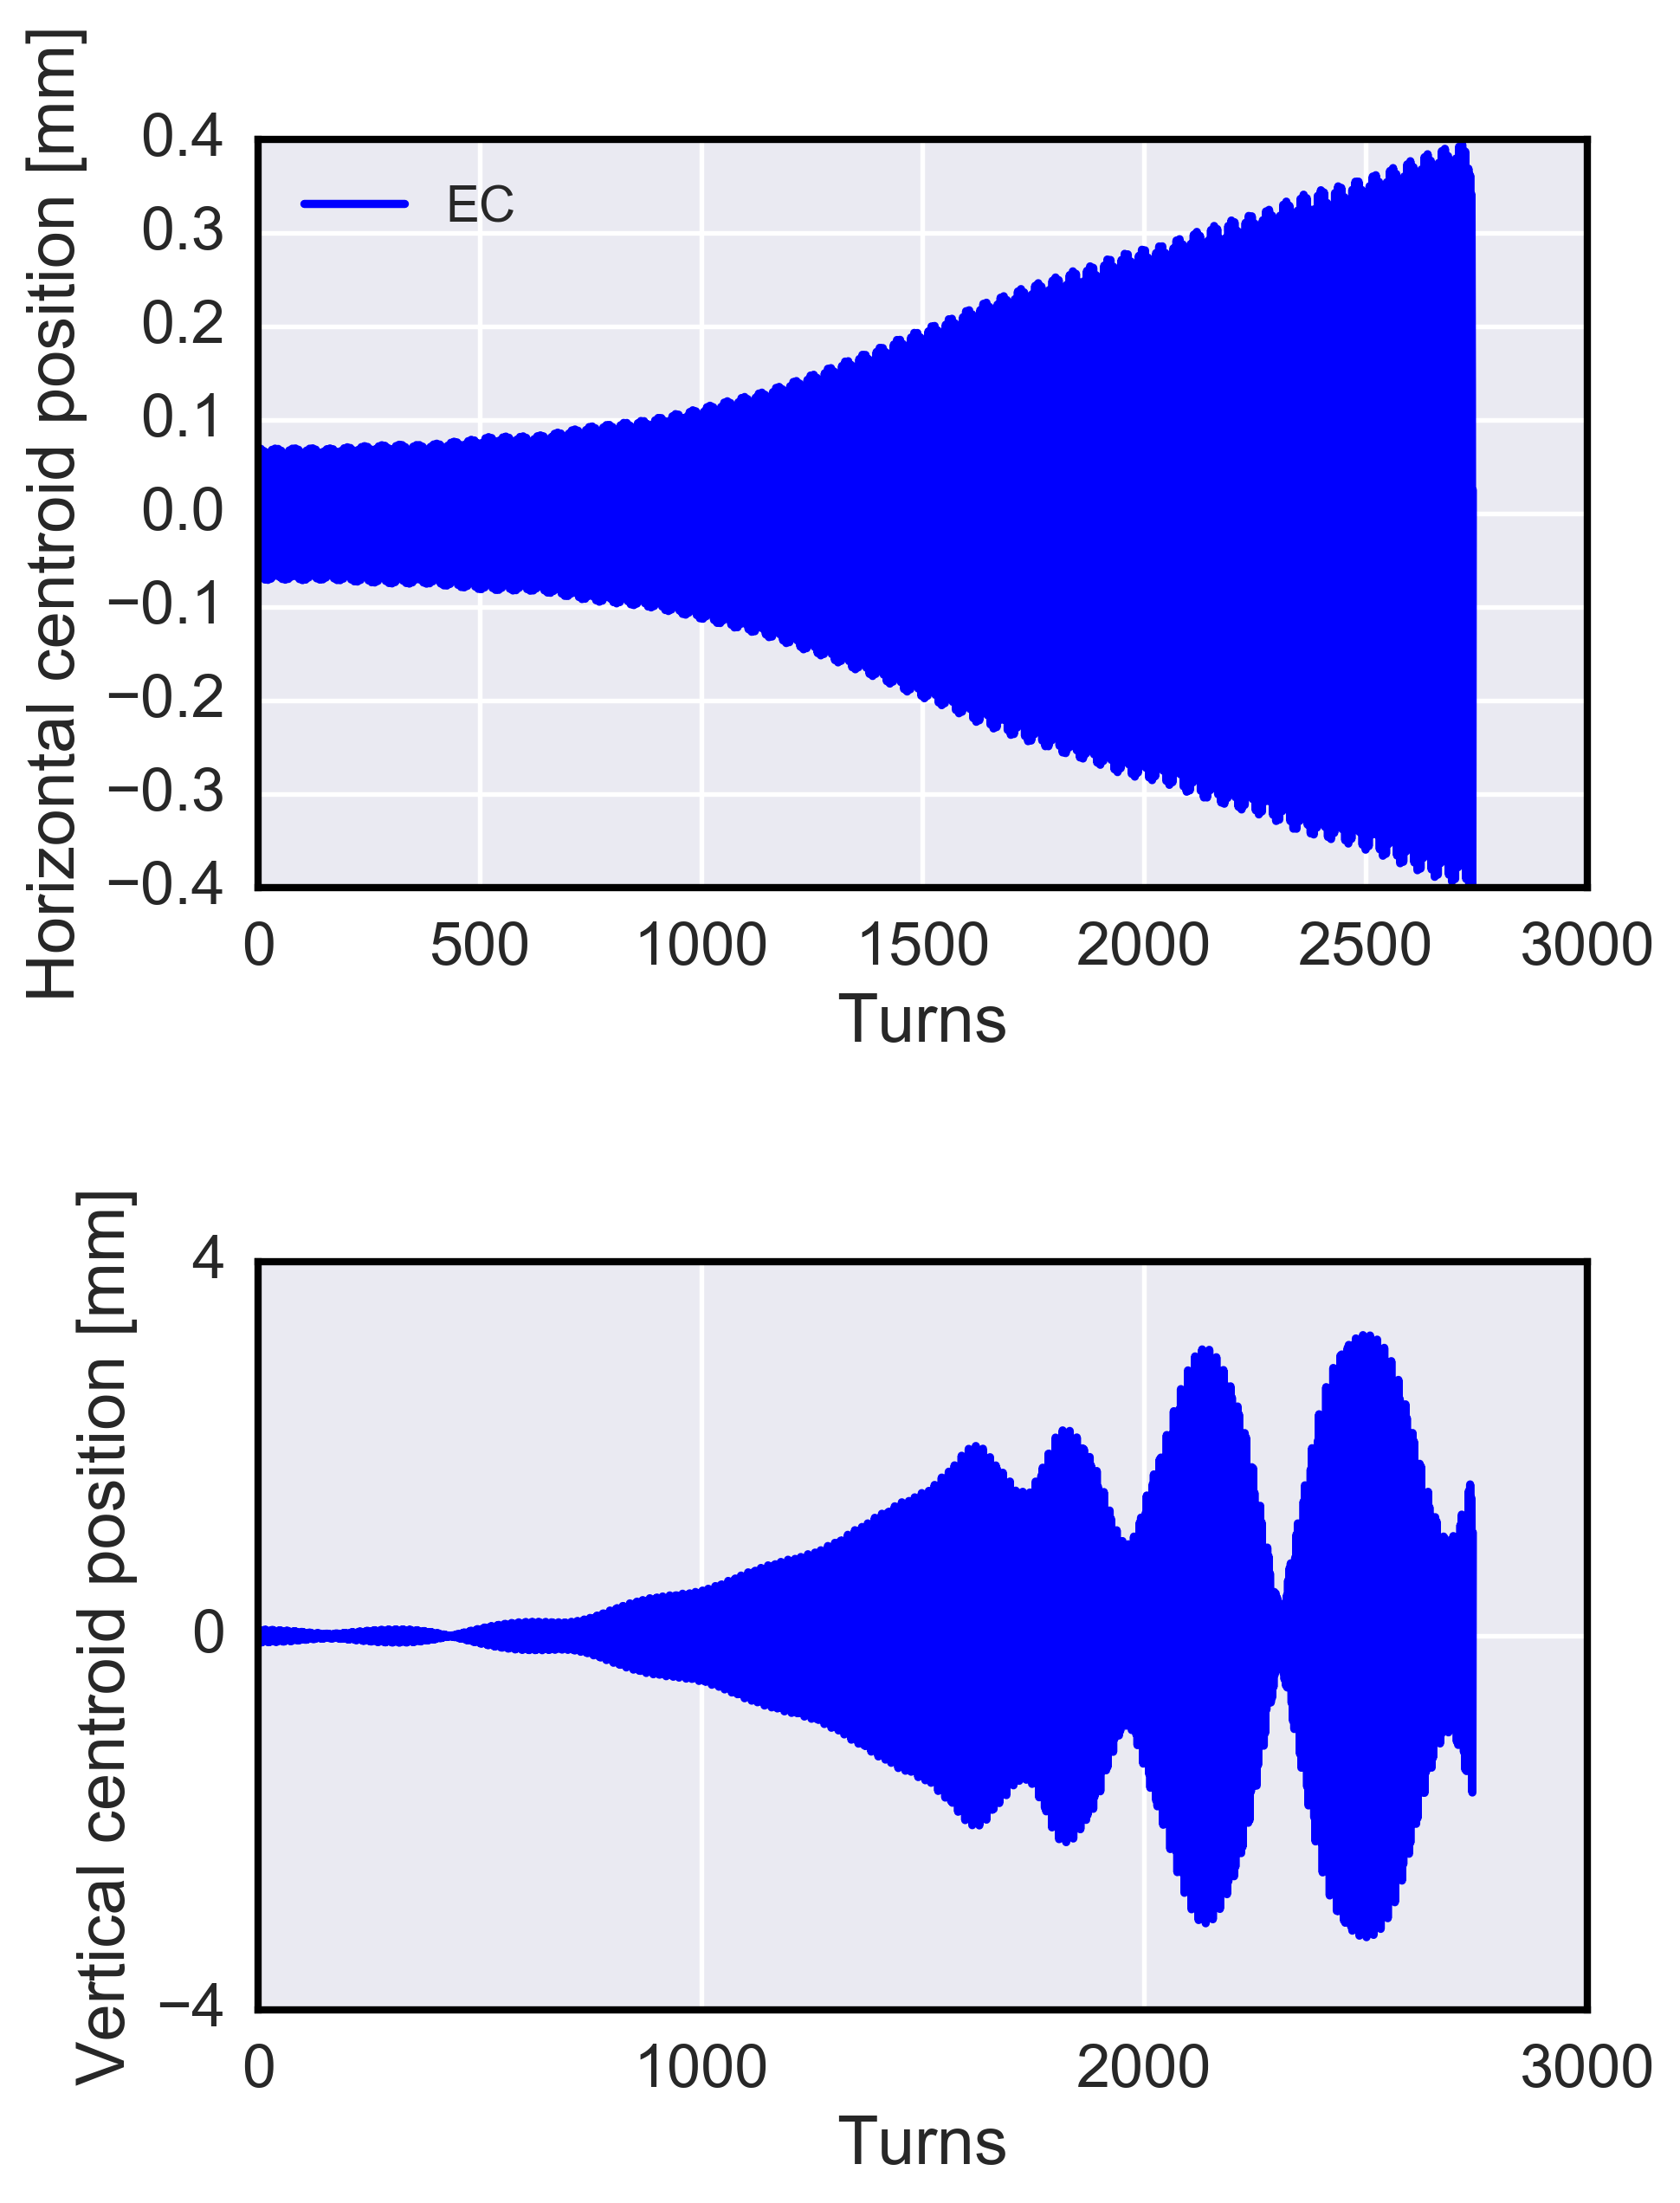 Horizontal centroid position [mm]
0.4
0.3
0.2
0.1
0.0
−0.1
−0.2
−0.3
−0.4
EC
0 500 1000 1500 2000 2500 3000
Turns
Vertical centroid position [mm]
4
0
−4
0 1000 2000 3000
Turns